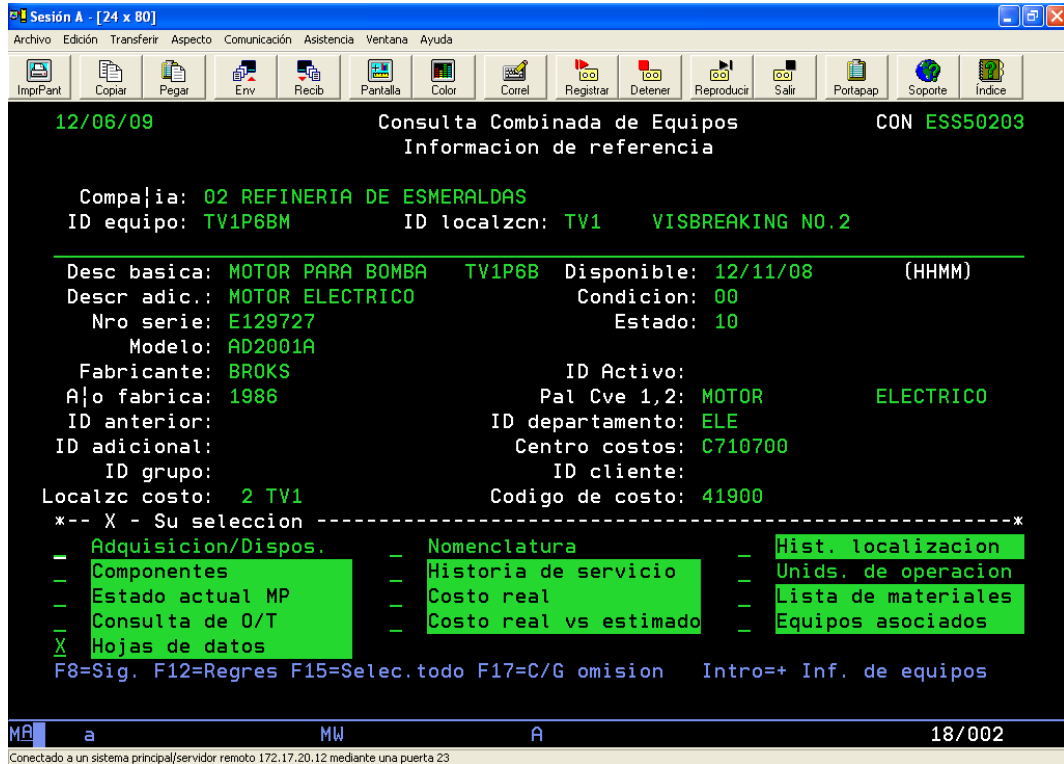 Sesión A - [24 x 80]
Archivo Edición Transferir Aspecto Comunicación Asistencia Ventana Ayuda
ImprPant Copiar Pegar Env Recib Pantalla Color Correl Registrar Detener Reproducir Salir Portapap Soporte Índice
12/06/09 Consulta Combinada de Equipos CON ESS50203
Informacion de referencia
Compa¦ia: 02 REFINERIA DE ESMERALDAS
ID equipo: TV1P6BM ID localzcn: TV1 VISBREAKING NO.2
Desc basica: MOTOR PARA BOMBA TV1P6B Disponible: 12/11/08 (HHMM)
Descr adic.: MOTOR ELECTRICO Condicion: 00
Nro serie: E129727 Estado: 10
Modelo: AD2001A
Fabricante: BROKS ID Activo:
A¦o fabrica: 1986 Pal Cve 1,2: MOTOR ELECTRICO
ID anterior: ID departamento: ELE
ID adicional: Centro costos: C710700
ID grupo: ID cliente:
Localzc costo: 2 TV1 Codigo de costo: 41900
*-- X - Su seleccion ------------------------------------------------------------*
_ Adquisicion/Dispos. _ Nomenclatura _ Hist. localizacion
_ Componentes _ Historia de servicio _ Unids. de operacion
_ Estado actual MP _ Costo real _ Lista de materiales
_ Consulta de O/T _ Costo real vs estimado _ Equipos asociados
X Hojas de datos
F8=Sig. F12=Regres F15=Selec.todo F17=C/G omision Intro=+ Inf. de equipos
MA a MW A 18/002
Conectado a un sistema principal/servidor remoto 172.17.20.12 mediante una puerta 23